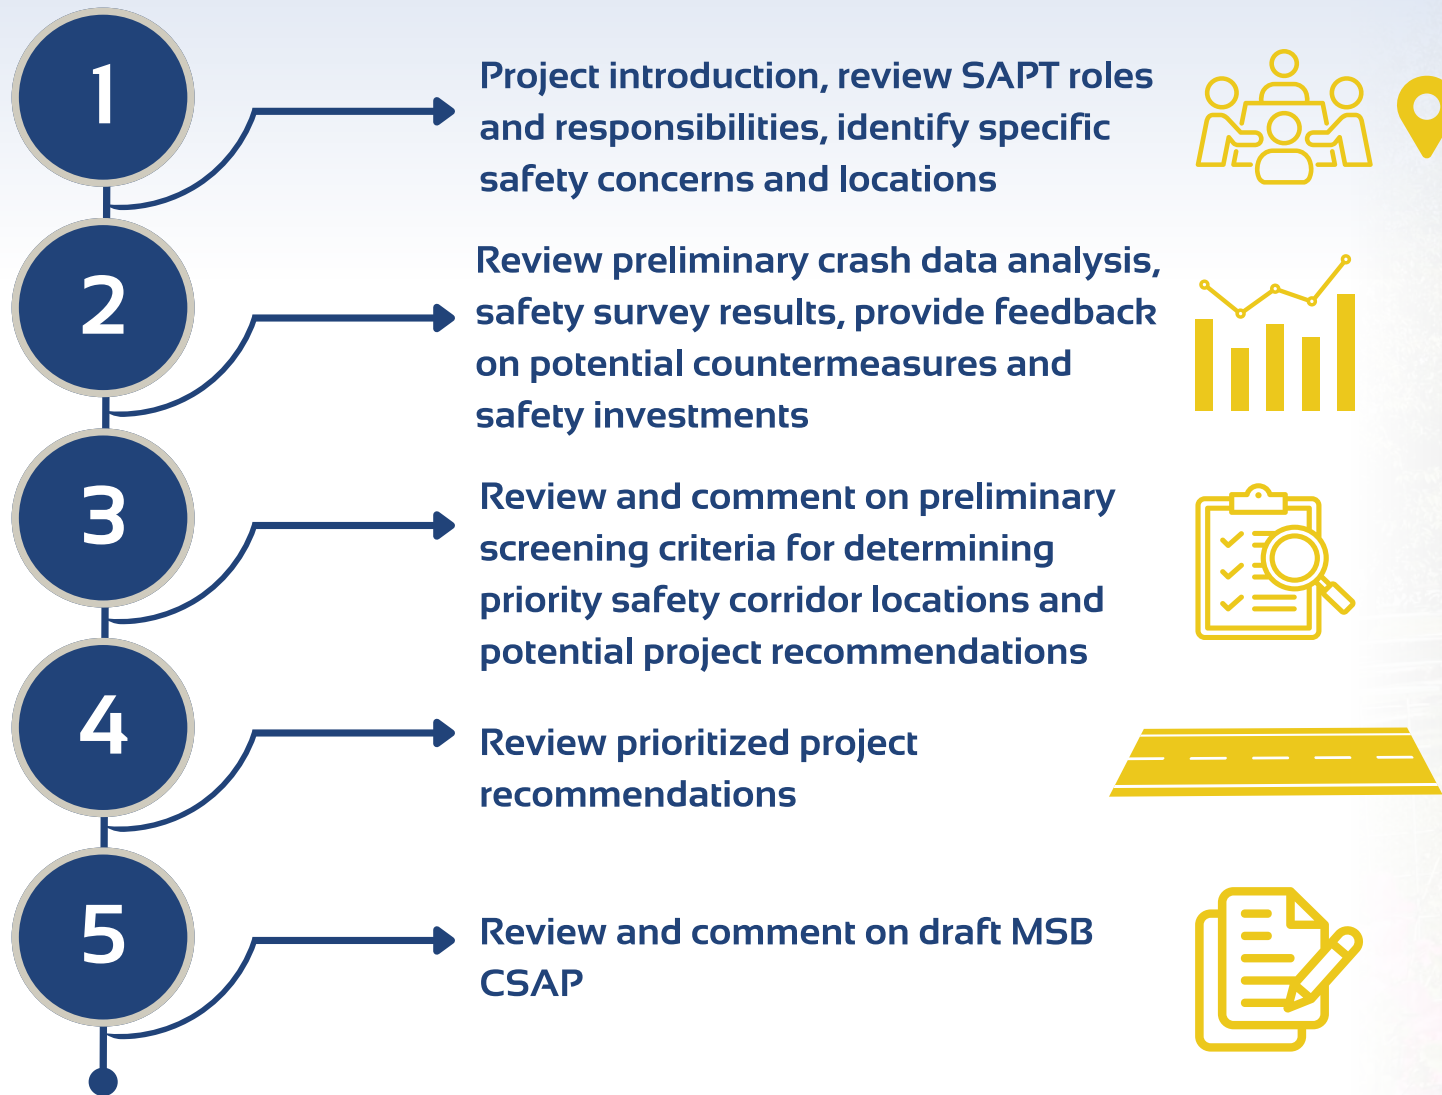 1
Project introduction, review SAPT roles
and responsibilities, identify specific
safety concerns and locations
2
Review preliminary crash data analysis,
safety survey results, provide feedback
on potential countermeasures and
safety investments
3
Review and comment on preliminary
screening criteria for determining
priority safety corridor locations and
potential project recommendations
4
Review prioritized project
recommendations
5
Review and comment on draft MSB
CSAP